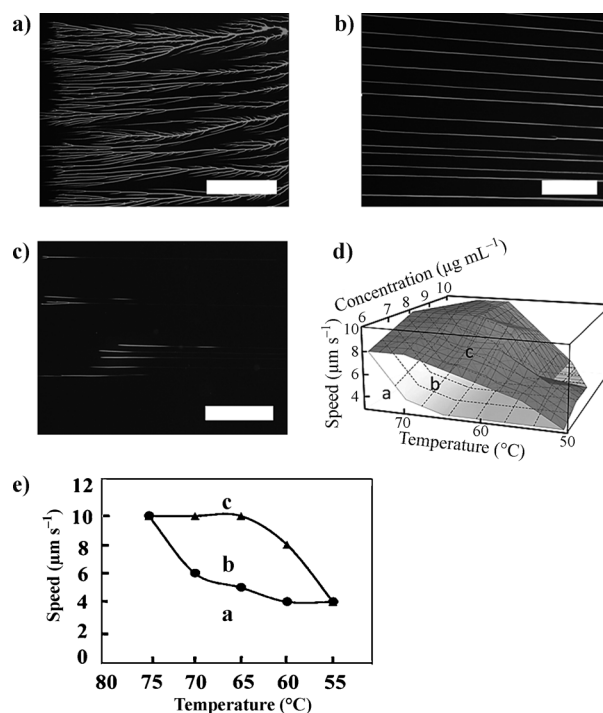 a)
b)
c)
d)
Concentration (µg mL⁻¹)
6 7 8 9 10
Speed (µm s⁻¹)
10
8
6
4
a
b
c
70 60 50
Temperature (°C)
e)
Speed (µm s⁻¹)
12
10
8
6
4
2
0
c
b
a
80 75 70 65 60 55
Temperature (°C)